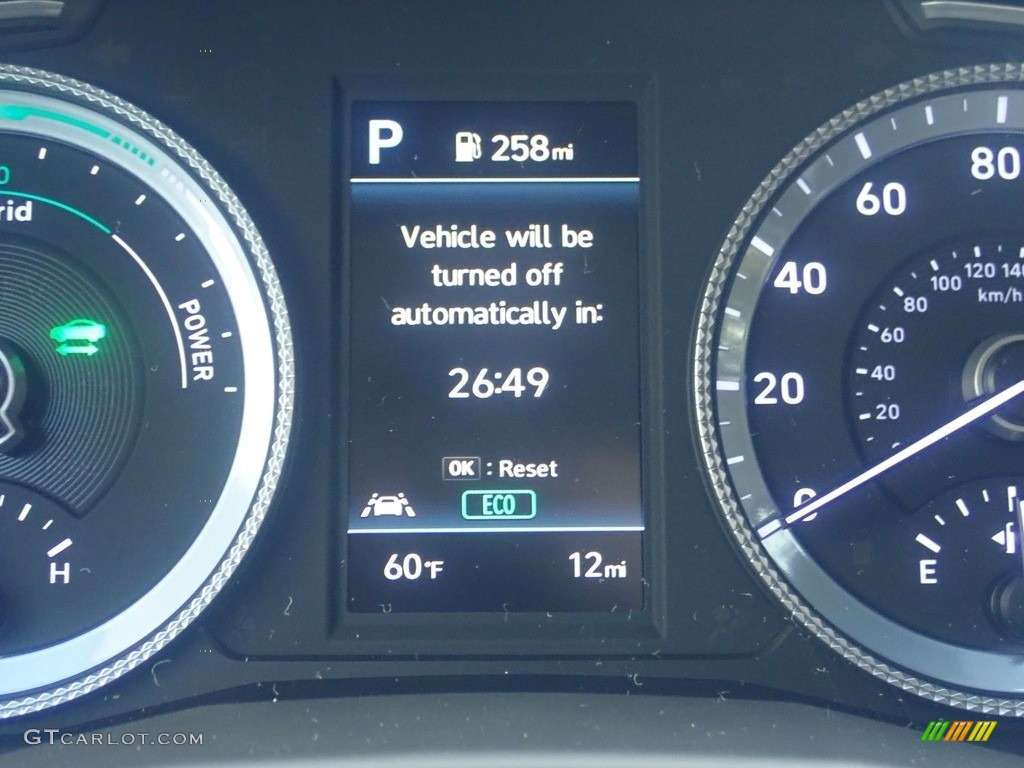 P 258mi
Vehicle will be
turned off
automatically in:
26:49
OK : Reset
ECO
60°F 12mi
0
rid
POWER
H
80
60
40
20
0
120 140
100
km/h
80
60
40
20
E
GTCARLOT.COM